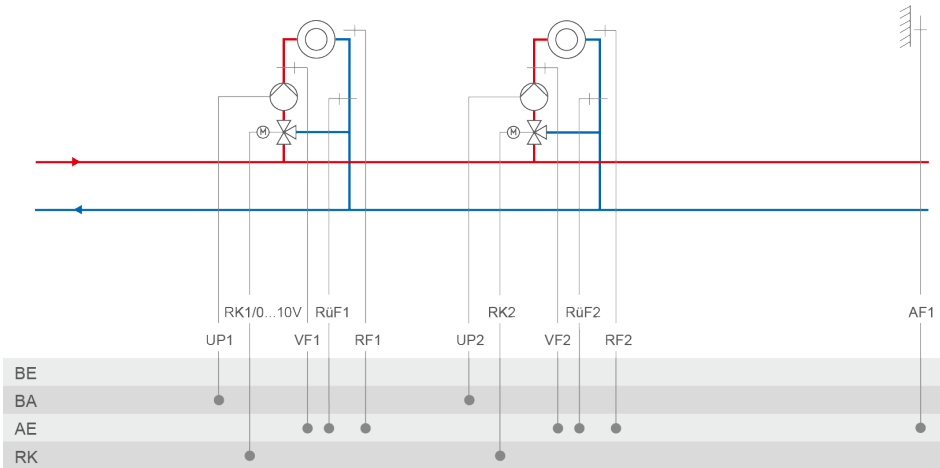 M
M
RK1/0...10V RüF1 RK2 RüF2 AF1
UP1 VF1 RF1 UP2 VF2 RF2
BE
BA
AE
RK